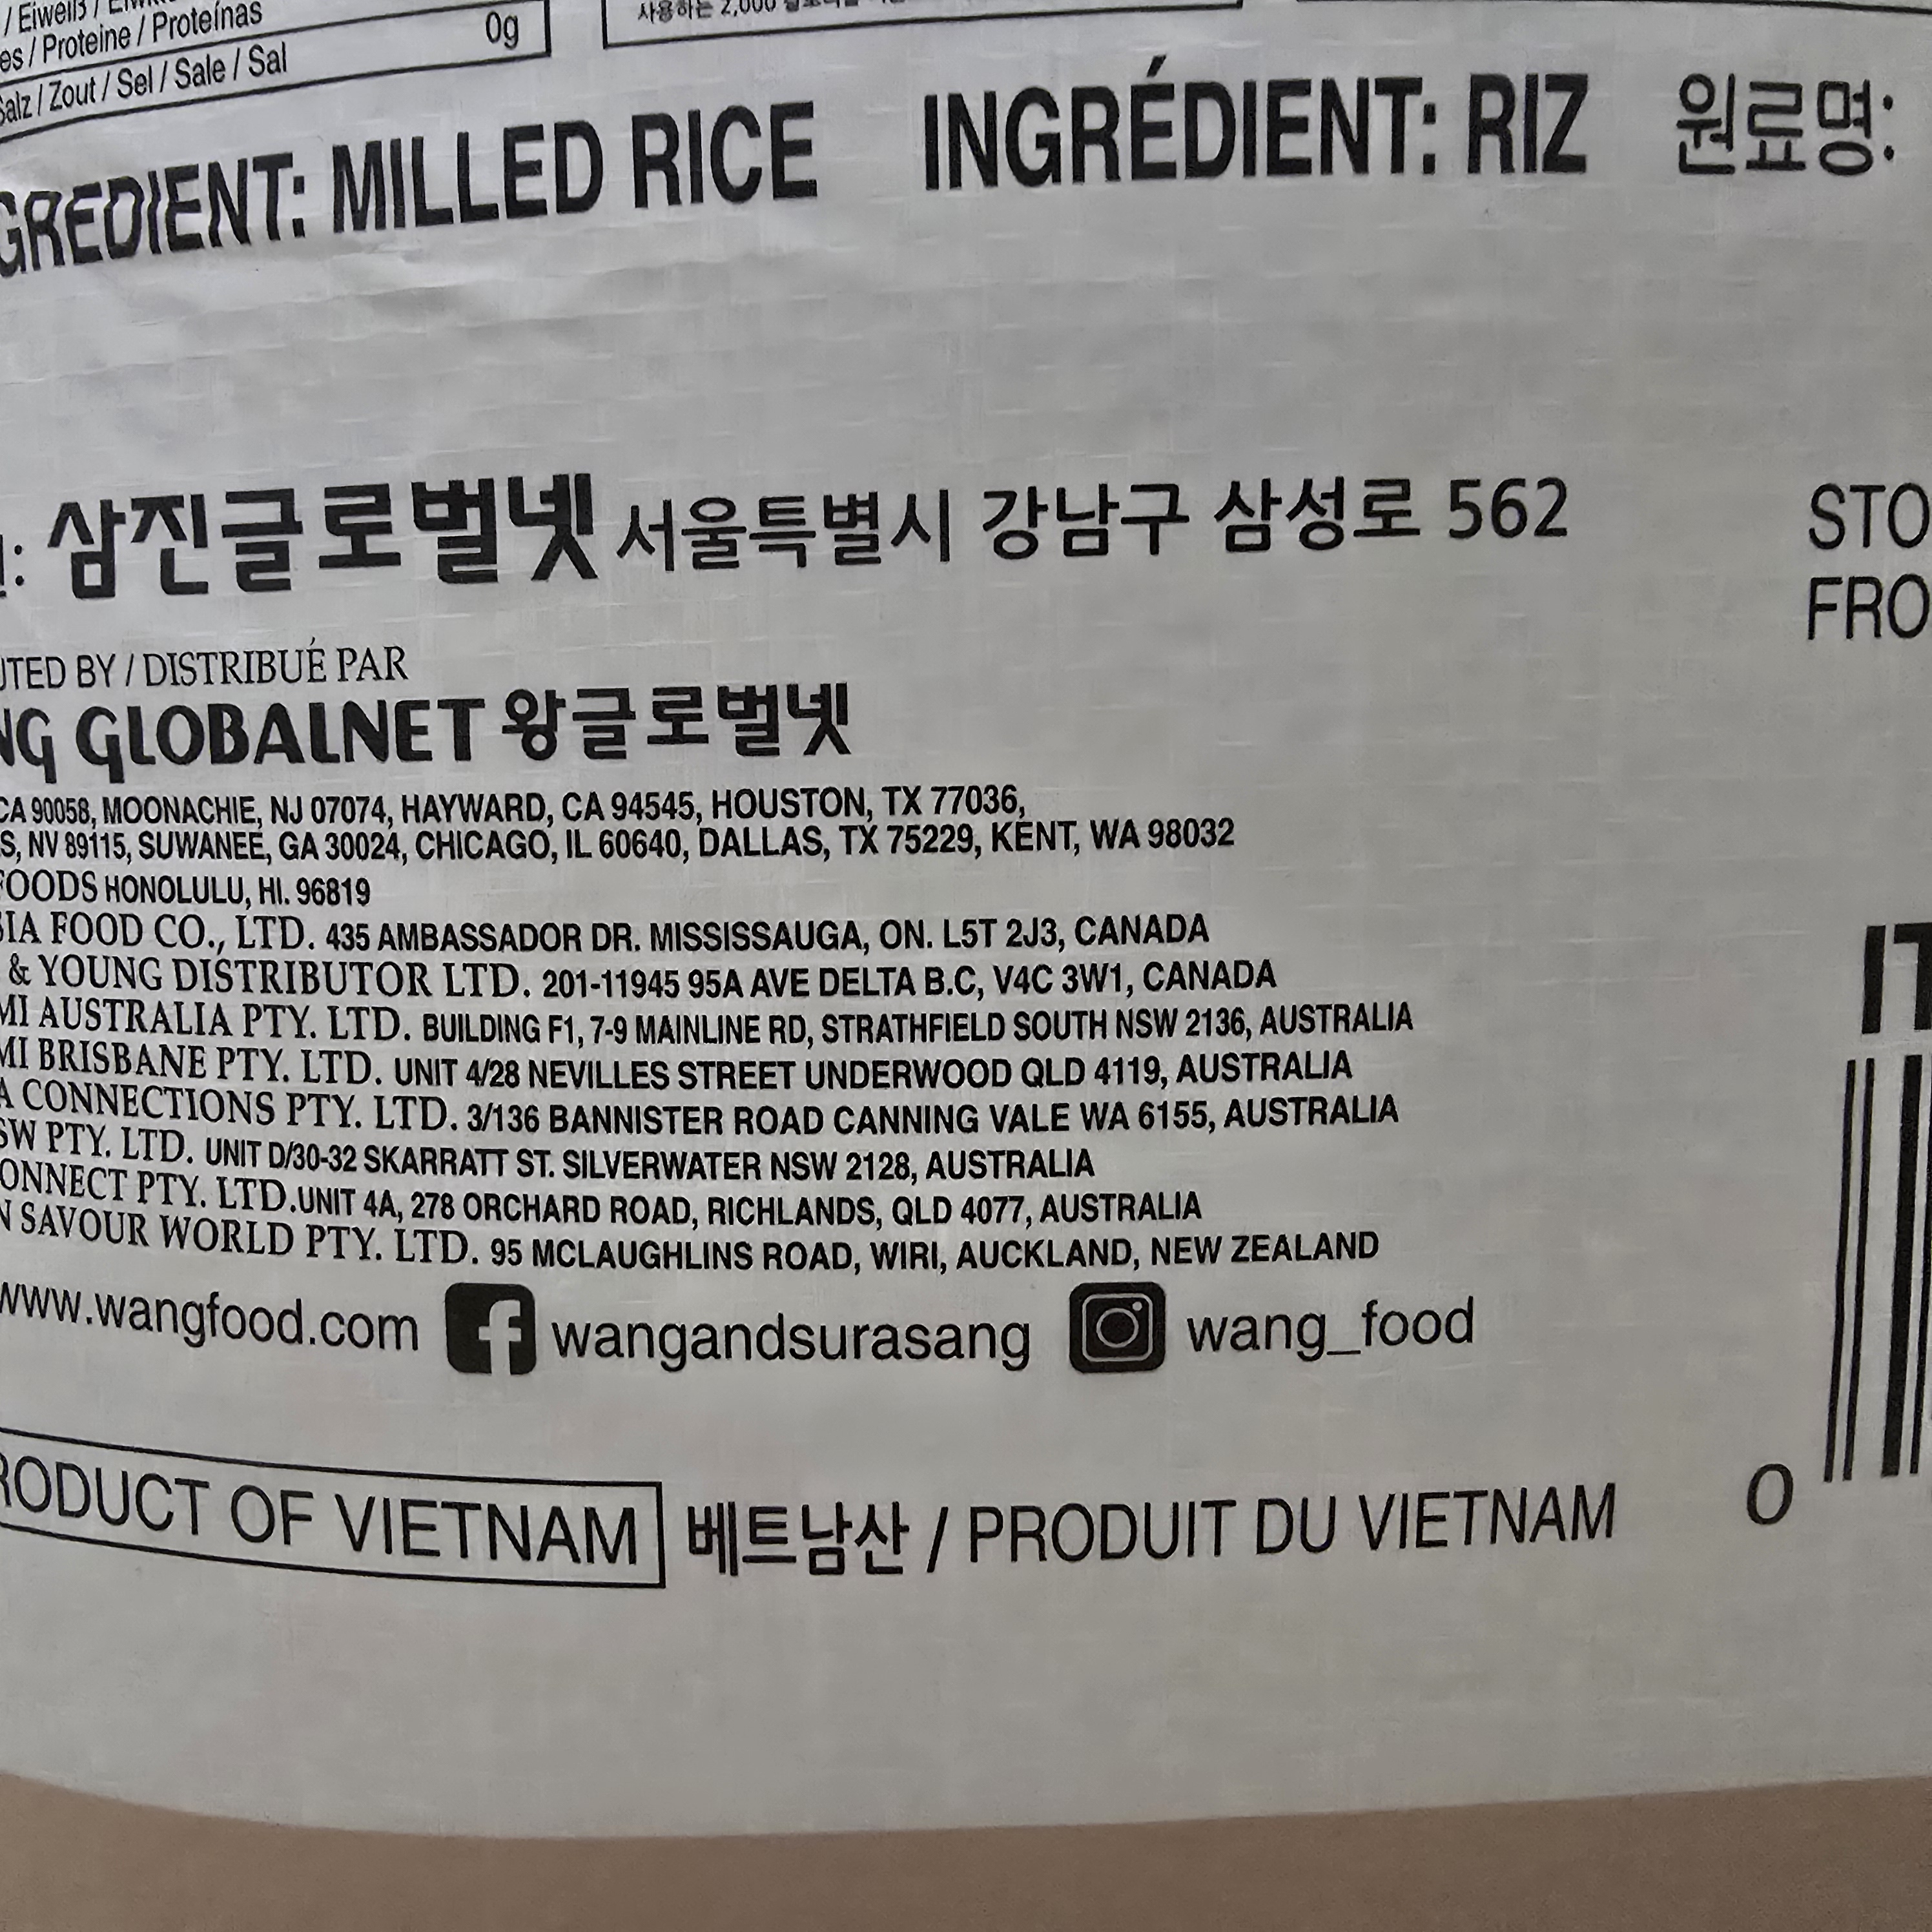 / Eiweiß /
es / Proteine / Proteínas
Salz / Zout / Sel / Sale / Sal 0g
사용하는 2,000
GREDIENT: MILLED RICE INGRÉDIENT: RIZ 원료명:
: 삼진글로벌넷 서울특별시 강남구 삼성로 562
STO
FRO
UTED BY / DISTRIBUÉ PAR
NG GLOBALNET 왕글로벌넷
CA 90058, MOONACHIE, NJ 07074, HAYWARD, CA 94545, HOUSTON, TX 77036,
S, NV 89115, SUWANEE, GA 30024, CHICAGO, IL 60640, DALLAS, TX 75229, KENT, WA 98032
FOODS HONOLULU, HI. 96819
SIA FOOD CO., LTD. 435 AMBASSADOR DR. MISSISSAUGA, ON. L5T 2J3, CANADA
& YOUNG DISTRIBUTOR LTD. 201-11945 95A AVE DELTA B.C, V4C 3W1, CANADA
MI AUSTRALIA PTY. LTD. BUILDING F1, 7-9 MAINLINE RD, STRATHFIELD SOUTH NSW 2136, AUSTRALIA
MI BRISBANE PTY. LTD. UNIT 4/28 NEVILLES STREET UNDERWOOD QLD 4119, AUSTRALIA
A CONNECTIONS PTY. LTD. 3/136 BANNISTER ROAD CANNING VALE WA 6155, AUSTRALIA
SW PTY. LTD. UNIT D/30-32 SKARRATT ST. SILVERWATER NSW 2128, AUSTRALIA
ONNECT PTY. LTD.UNIT 4A, 278 ORCHARD ROAD, RICHLANDS, QLD 4077, AUSTRALIA
N SAVOUR WORLD PTY. LTD. 95 MCLAUGHLINS ROAD, WIRI, AUCKLAND, NEW ZEALAND
www.wangfood.com wangandsurasang wang_food
IT
0
RODUCT OF VIETNAM 베트남산 / PRODUIT DU VIETNAM